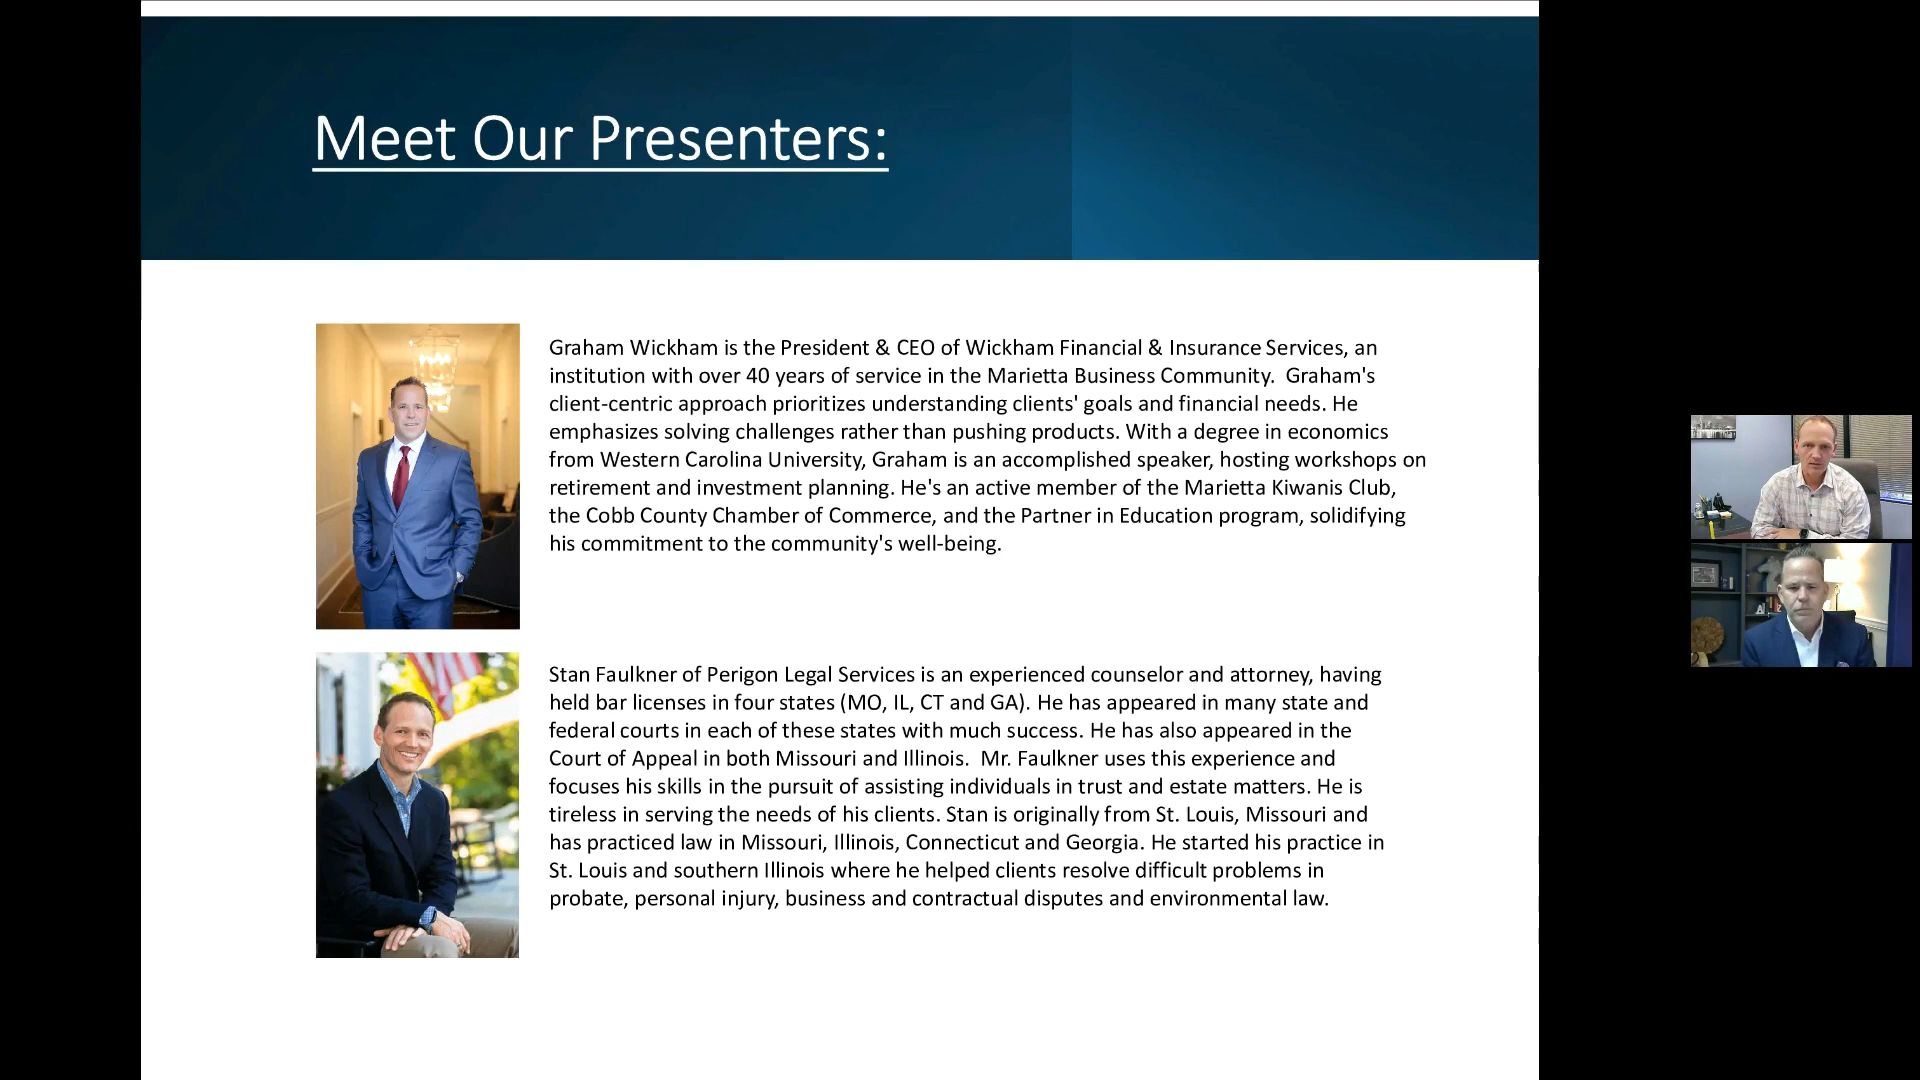 Meet Our Presenters:
Graham Wickham is the President & CEO of Wickham Financial & Insurance Services, an
institution with over 40 years of service in the Marietta Business Community.  Graham's
client-centric approach prioritizes understanding clients' goals and financial needs. He
emphasizes solving challenges rather than pushing products. With a degree in economics
from Western Carolina University, Graham is an accomplished speaker, hosting workshops on
retirement and investment planning. He's an active member of the Marietta Kiwanis Club,
the Cobb County Chamber of Commerce, and the Partner in Education program, solidifying
his commitment to the community's well-being.
Stan Faulkner of Perigon Legal Services is an experienced counselor and attorney, having
held bar licenses in four states (MO, IL, CT and GA). He has appeared in many state and
federal courts in each of these states with much success. He has also appeared in the
Court of Appeal in both Missouri and Illinois.  Mr. Faulkner uses this experience and
focuses his skills in the pursuit of assisting individuals in trust and estate matters. He is
tireless in serving the needs of his clients. Stan is originally from St. Louis, Missouri and
has practiced law in Missouri, Illinois, Connecticut and Georgia. He started his practice in
St. Louis and southern Illinois where he helped clients resolve difficult problems in
probate, personal injury, business and contractual disputes and environmental law.